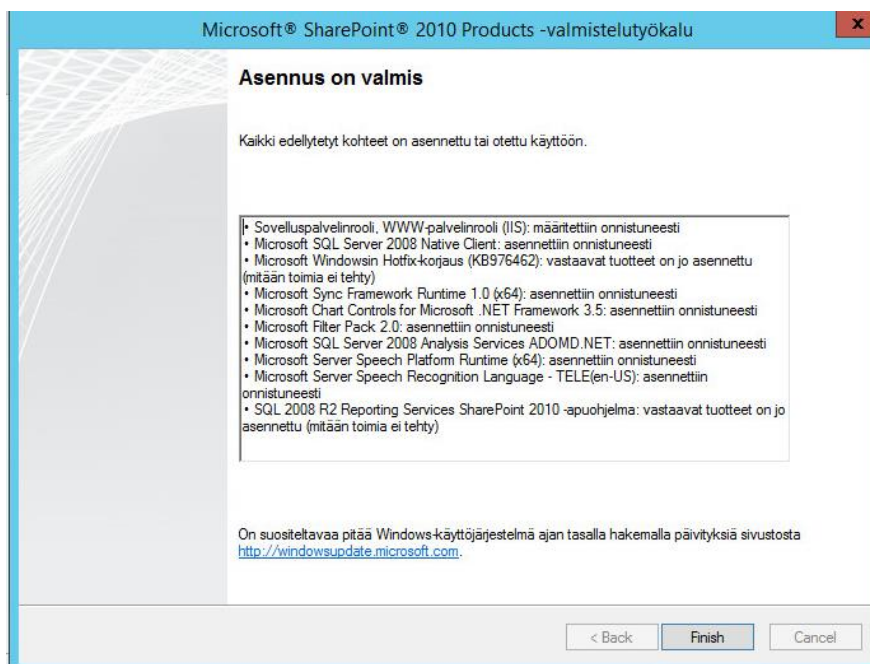 Microsoft® SharePoint® 2010 Products -valmistelutyökalu
x
Asennus on valmis
Kaikki edellytetyt kohteet on asennettu tai otettu käyttöön.
• Sovelluspalvelinrooli, WWW-palvelinrooli (IIS): määritettiin onnistuneesti
• Microsoft SQL Server 2008 Native Client: asennettiin onnistuneesti
• Microsoft Windowsin Hotfix-korjaus (KB976462): vastaavat tuotteet on jo asennettu
(mitään toimia ei tehty)
• Microsoft Sync Framework Runtime 1.0 (x64): asennettiin onnistuneesti
• Microsoft Chart Controls for Microsoft .NET Framework 3.5: asennettiin onnistuneesti
• Microsoft Filter Pack 2.0: asennettiin onnistuneesti
• Microsoft SQL Server 2008 Analysis Services ADOMD.NET: asennettiin onnistuneesti
• Microsoft Server Speech Platform Runtime (x64): asennettiin onnistuneesti
• Microsoft Server Speech Recognition Language - TELE(en-US): asennettiin
onnistuneesti
• SQL 2008 R2 Reporting Services SharePoint 2010 -apuohjelma: vastaavat tuotteet on jo
asennettu (mitään toimia ei tehty)
On suositeltavaa pitää Windows-käyttöjärjestelmä ajan tasalla hakemalla päivityksiä sivustosta
http://windowsupdate.microsoft.com.
< Back Finish Cancel